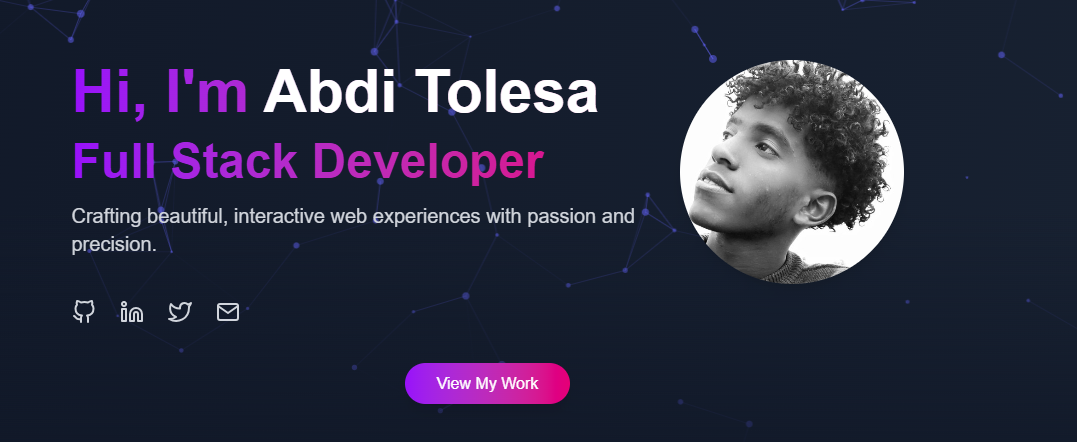 Hi, I'm Abdi Tolesa
Full Stack Developer
Crafting beautiful, interactive web experiences with passion and
precision.
View My Work